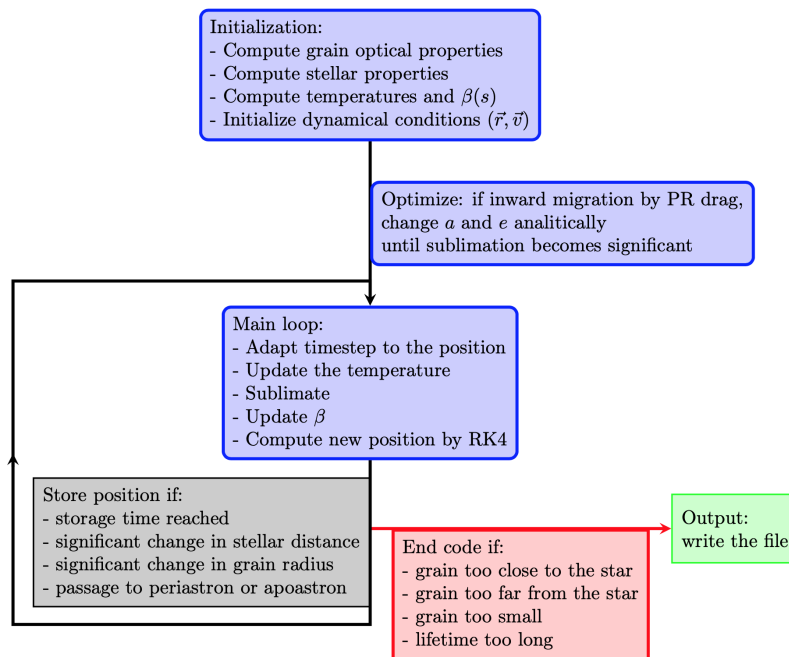 Initialization:
- Compute grain optical properties
- Compute stellar properties
- Compute temperatures and β(s)
- Initialize dynamical conditions (r⃗, v⃗)
Optimize: if inward migration by PR drag,
change a and e analitically
until sublimation becomes significant
Main loop:
- Adapt timestep to the position
- Update the temperature
- Sublimate
- Update β
- Compute new position by RK4
Store position if:
- storage time reached
- significant change in stellar distance
- significant change in grain radius
- passage to periastron or apoastron
End code if:
- grain too close to the star
- grain too far from the star
- grain too small
- lifetime too long
Output:
write the file